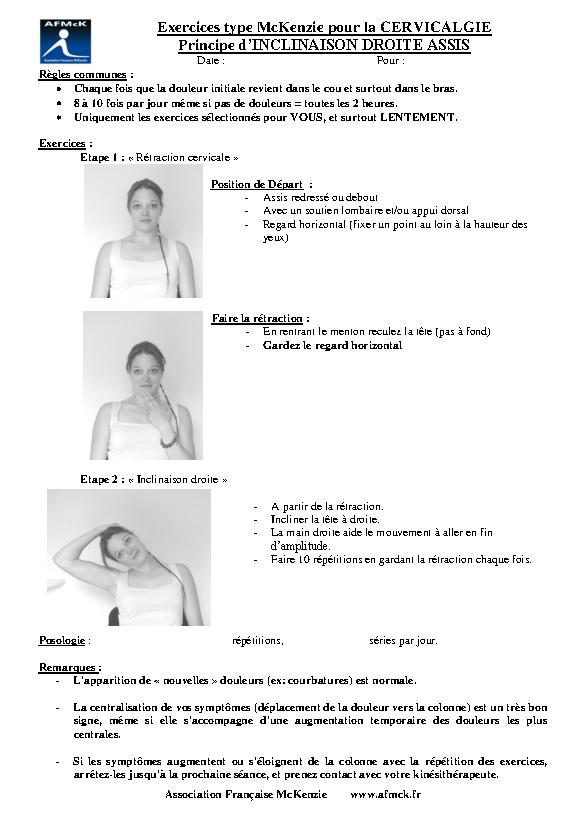 AFMcK
Association Française McKenzie
Exercices type McKenzie pour la CERVICALGIE
Principe d'INCLINAISON DROITE ASSIS
Date : Pour :
Règles communes :
• Chaque fois que la douleur initiale revient dans le cou et surtout dans le bras.
• 8 à 10 fois par jour même si pas de douleurs = toutes les 2 heures.
• Uniquement les exercices sélectionnés pour VOUS, et surtout LENTEMENT.
Exercices :
Etape 1 : « Rétraction cervicale »
Position de Départ :
- Assis redressé ou debout
- Avec un soutien lombaire et/ou appui dorsal
- Regard horizontal (fixer un point au loin à la hauteur des
yeux)
Faire la rétraction :
- En rentrant le menton reculez la tête (pas à fond)
- Gardez le regard horizontal
Etape 2 : « Inclinaison droite »
- A partir de la rétraction.
- Incliner la tête à droite.
- La main droite aide le mouvement à aller en fin
d'amplitude.
- Faire 10 répétitions en gardant la rétraction chaque fois.
Posologie : répétitions, séries par jour.
Remarques :
- L'apparition de « nouvelles » douleurs (ex: courbatures) est normale.
- La centralisation de vos symptômes (déplacement de la douleur vers la colonne) est un très bon
signe, même si elle s'accompagne d'une augmentation temporaire des douleurs les plus
centrales.
- Si les symptômes augmentent ou s'éloignent de la colonne avec la répétition des exercices,
arrêtez-les jusqu'à la prochaine séance, et prenez contact avec votre kinésithérapeute.
Association Française McKenzie www.afmck.fr